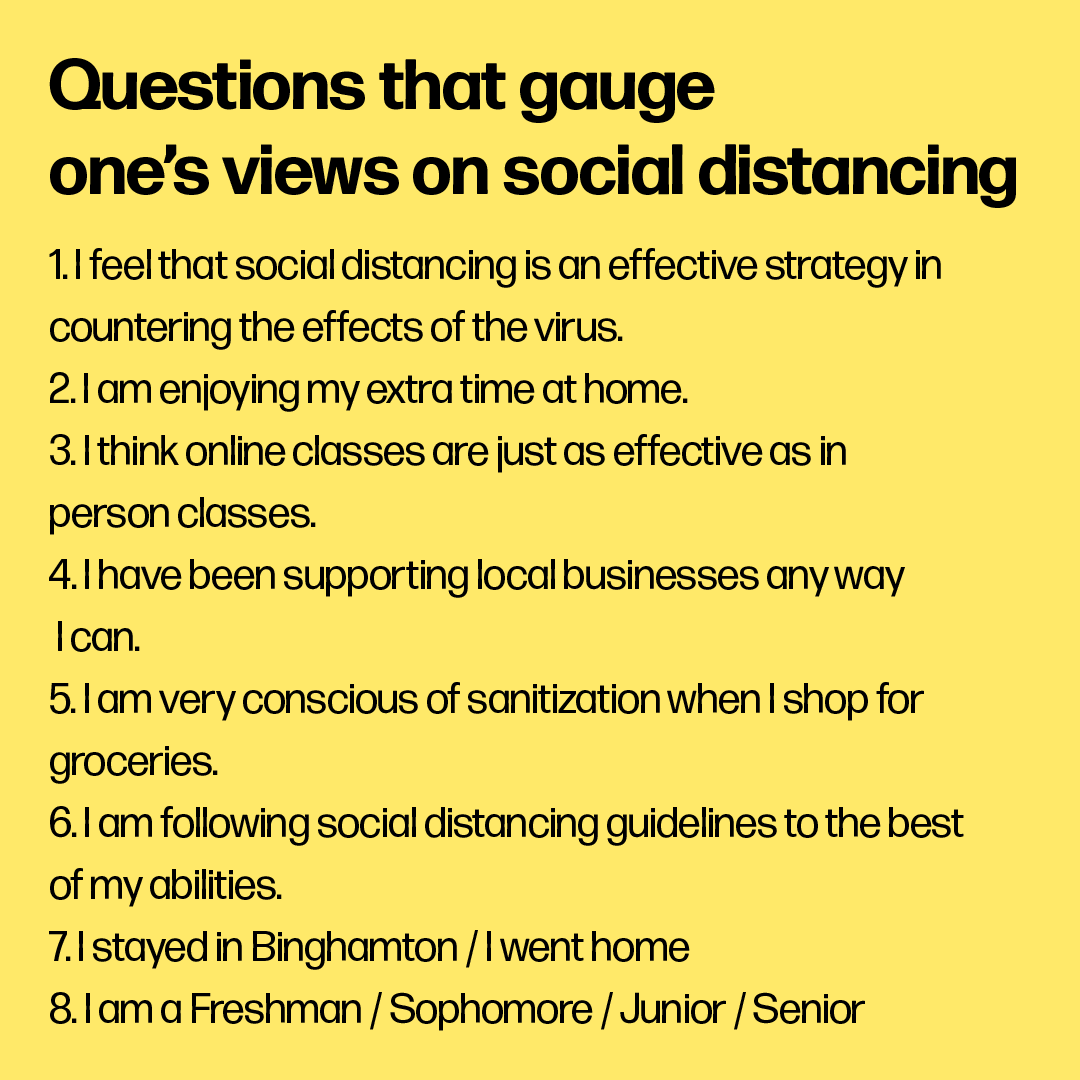 Questions that gauge
one’s views on social distancing
1. I feel that social distancing is an effective strategy in
countering the effects of the virus.
2. I am enjoying my extra time at home.
3. I think online classes are just as effective as in
person classes.
4. I have been supporting local businesses any way
I can.
5. I am very conscious of sanitization when I shop for
groceries.
6. I am following social distancing guidelines to the best
of my abilities.
7. I stayed in Binghamton / I went home
8. I am a Freshman / Sophomore / Junior / Senior